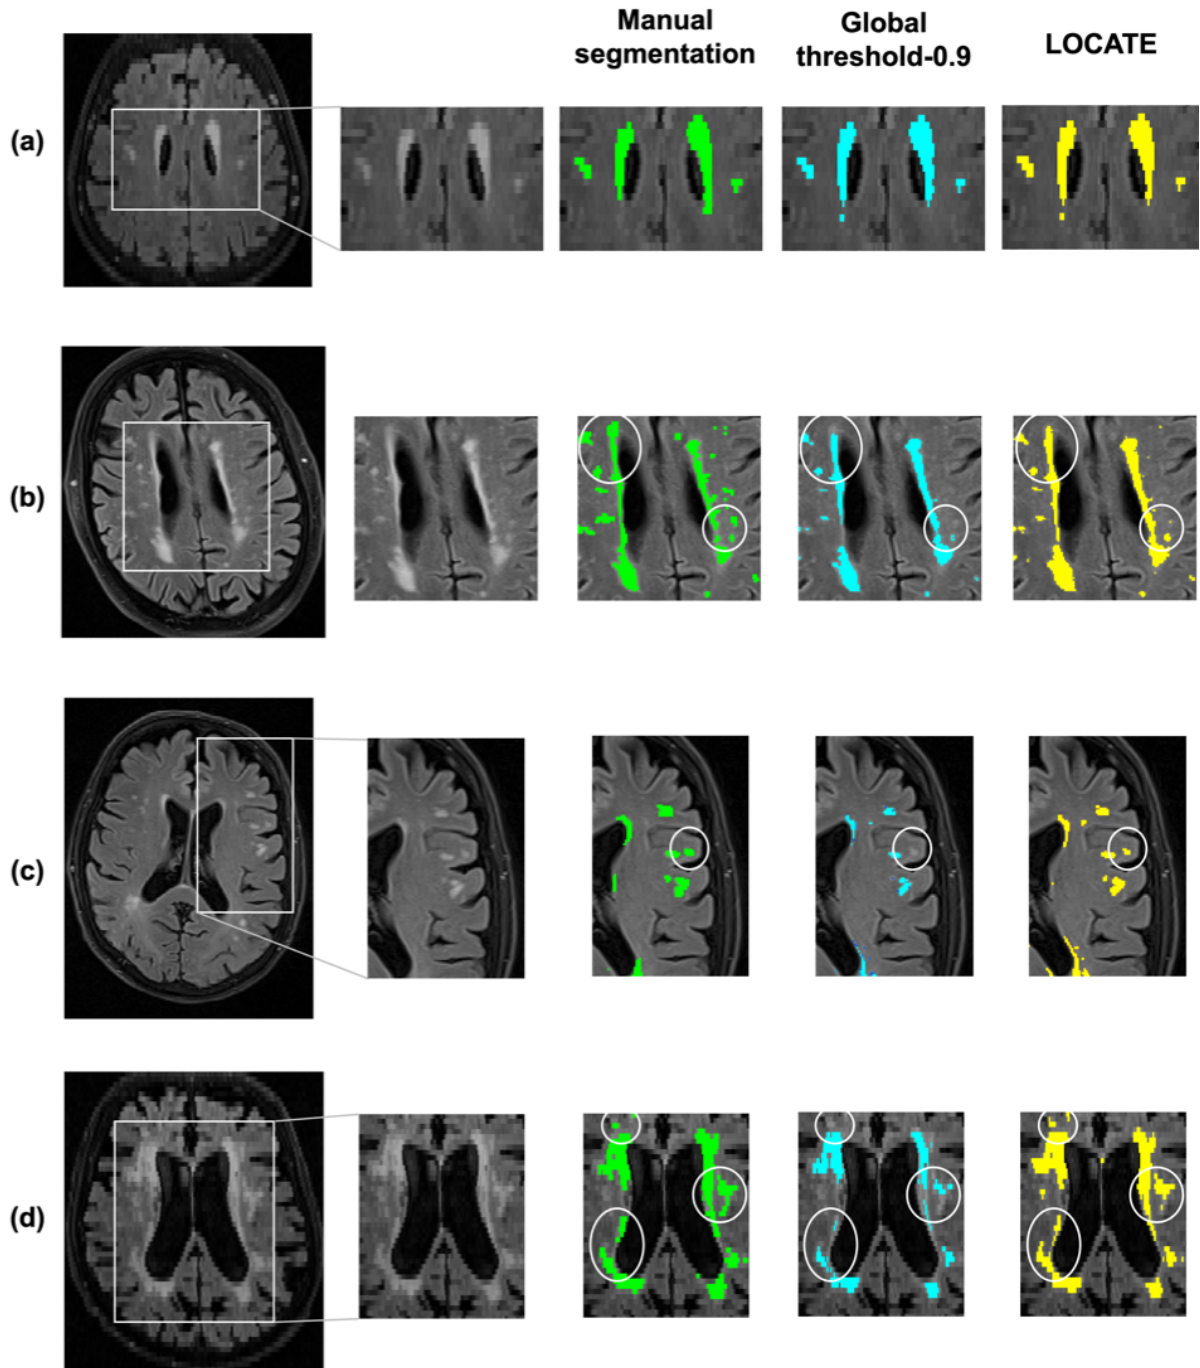 Manual
segmentation
Global
threshold-0.9
LOCATE
(a)
(b)
(c)
(d)